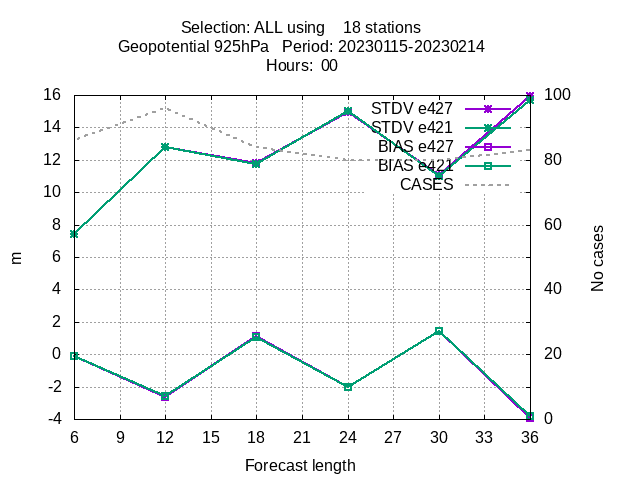 Selection: ALL using    18 stations
Geopotential 925hPa   Period: 20230115-20230214
Hours:  00
16
14
12
10
8
6
4
2
0
-2
-4
m
100
80
60
40
20
0
No cases
STDV e427
STDV e421
BIAS e427
BIAS e421
CASES
6 9 12 15 18 21 24 27 30 33 36
Forecast length